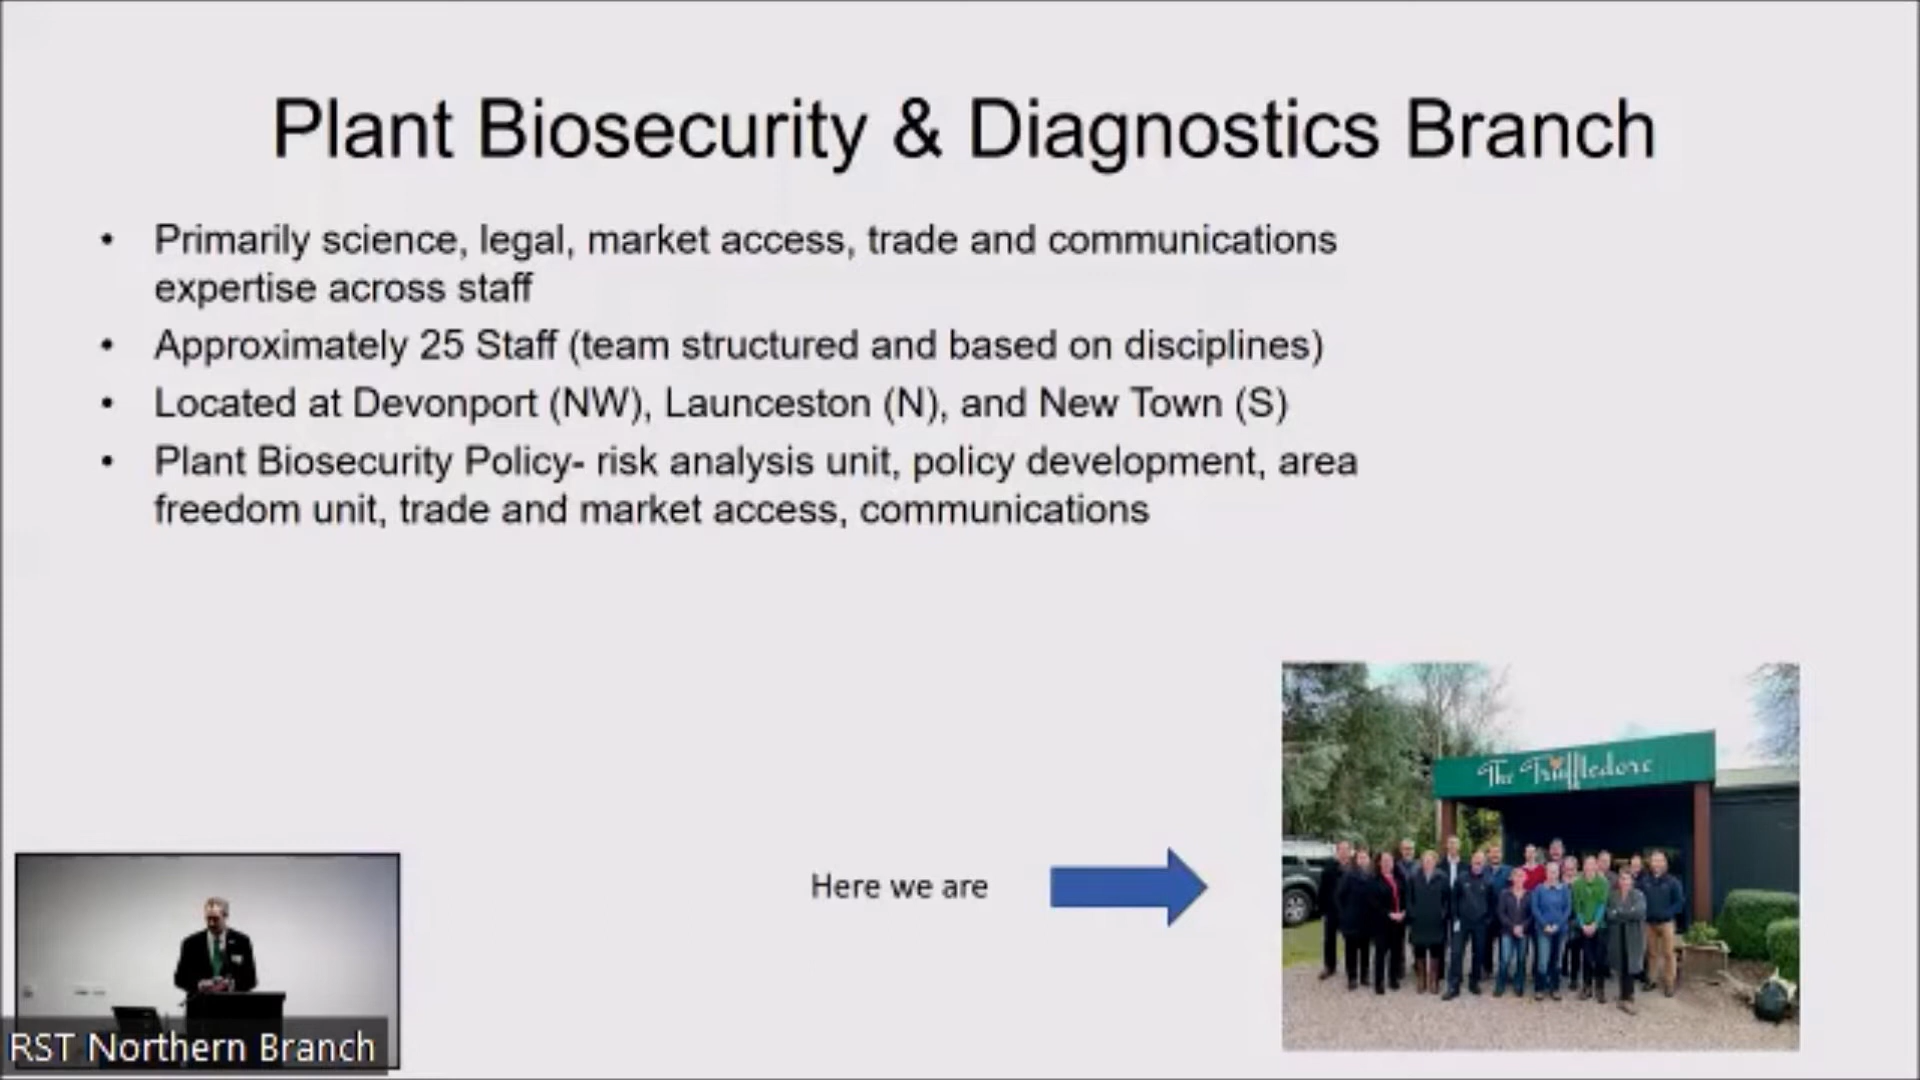 Plant Biosecurity & Diagnostics Branch
• Primarily science, legal, market access, trade and communications
expertise across staff
• Approximately 25 Staff (team structured and based on disciplines)
• Located at Devonport (NW), Launceston (N), and New Town (S)
• Plant Biosecurity Policy- risk analysis unit, policy development, area
freedom unit, trade and market access, communications
The Truffledore
Here we are
RST Northern Branch